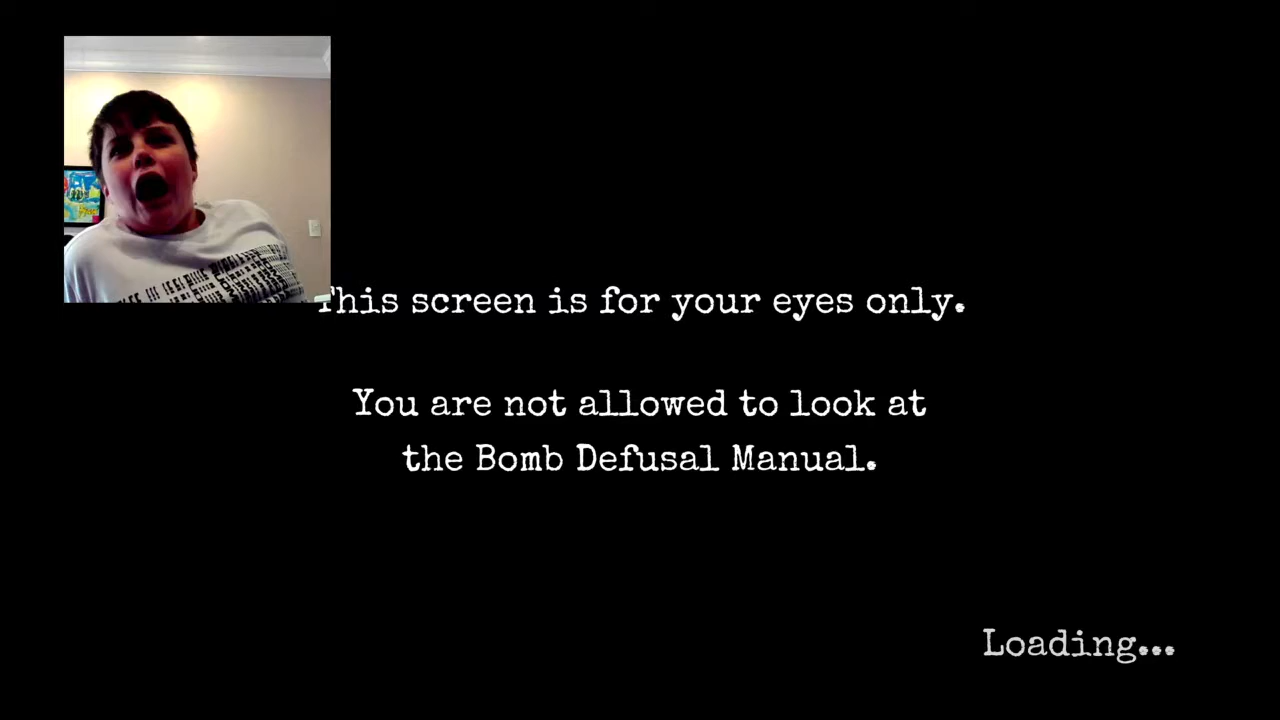 This screen is for your eyes only.
You are not allowed to look at
the Bomb Defusal Manual.
Loading...